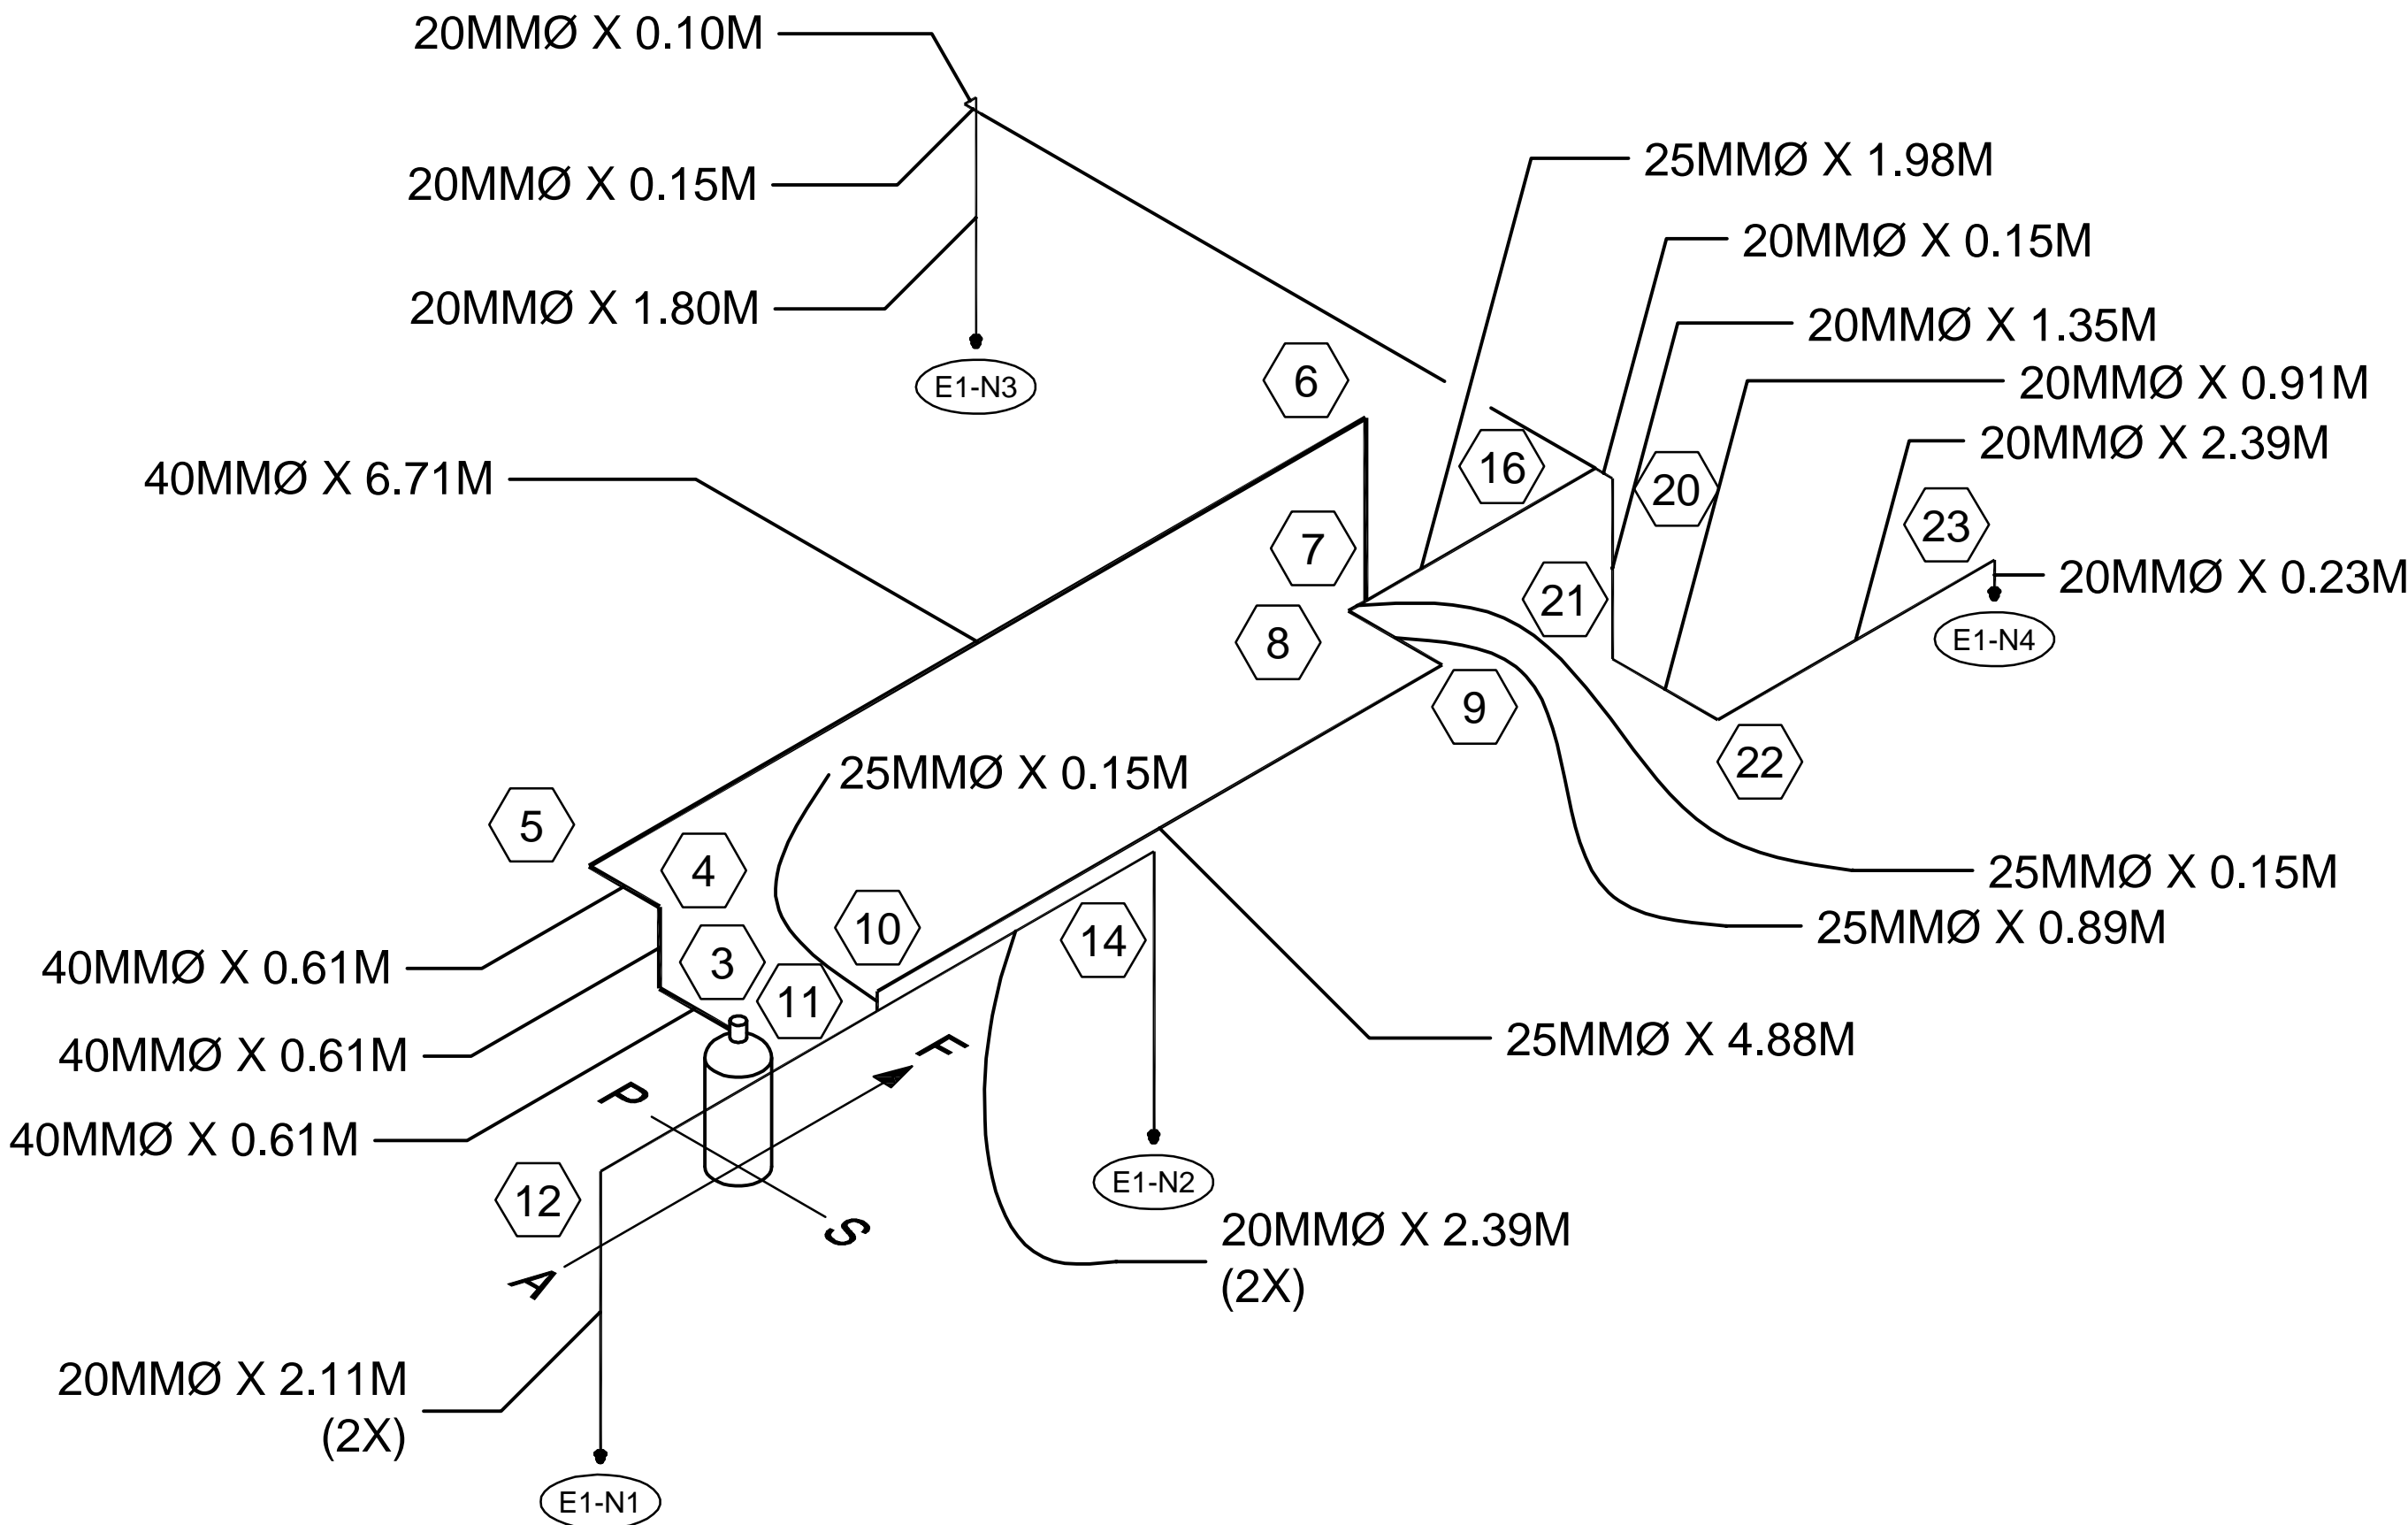 20MMØ X 0.10M
25MMØ X 1.98M
20MMØ X 0.15M
20MMØ X 0.15M
20MMØ X 1.80M
20MMØ X 1.35M
E1-N3
6
20MMØ X 0.91M
20MMØ X 2.39M
40MMØ X 6.71M
16
20
23
7
20MMØ X 0.23M
21
8
E1-N4
9
22
25MMØ X 0.15M
5
4
25MMØ X 0.15M
10
25MMØ X 0.89M
14
40MMØ X 0.61M
3
11
F
25MMØ X 4.88M
40MMØ X 0.61M
P
40MMØ X 0.61M
E1-N2
12
S
20MMØ X 2.39M
(2X)
A
20MMØ X 2.11M
(2X)
E1-N1